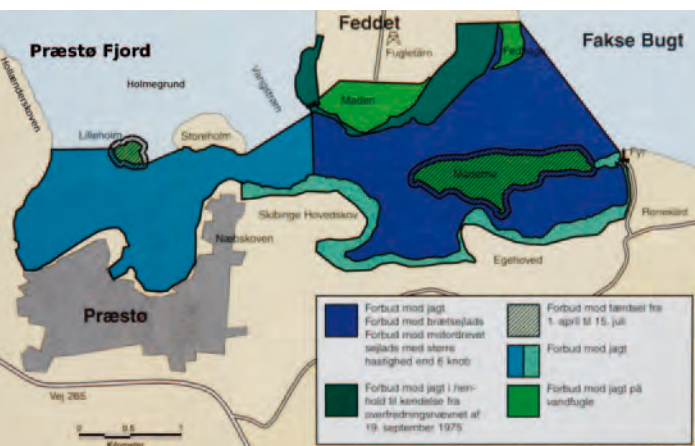 Feddet
Fugletårn
Fakse Bugt
Præstø Fjord
Hollænderskoven
Holmegrund
Vangstrøm
Maden
Lilleholm
Storeholm
Fyr
Maderne
Skibinge Hovedskov
Næbskoven
Egehoved
Præstø
Vej 265
0 .5 1
Kilometer
Forbud mod jagt
Forbud mod brætsejlads
Forbud mod motordrevet
sejlads med større
hastighed end 6 knob
Forbud mod jagt i hen-
hold til kendelse fra
overfredningsnævnet af
19. september 1975
Forbud mod færdsel fra
1. april til 15. juli
Forbud mod jagt
Forbud mod jagt på
vandfugle